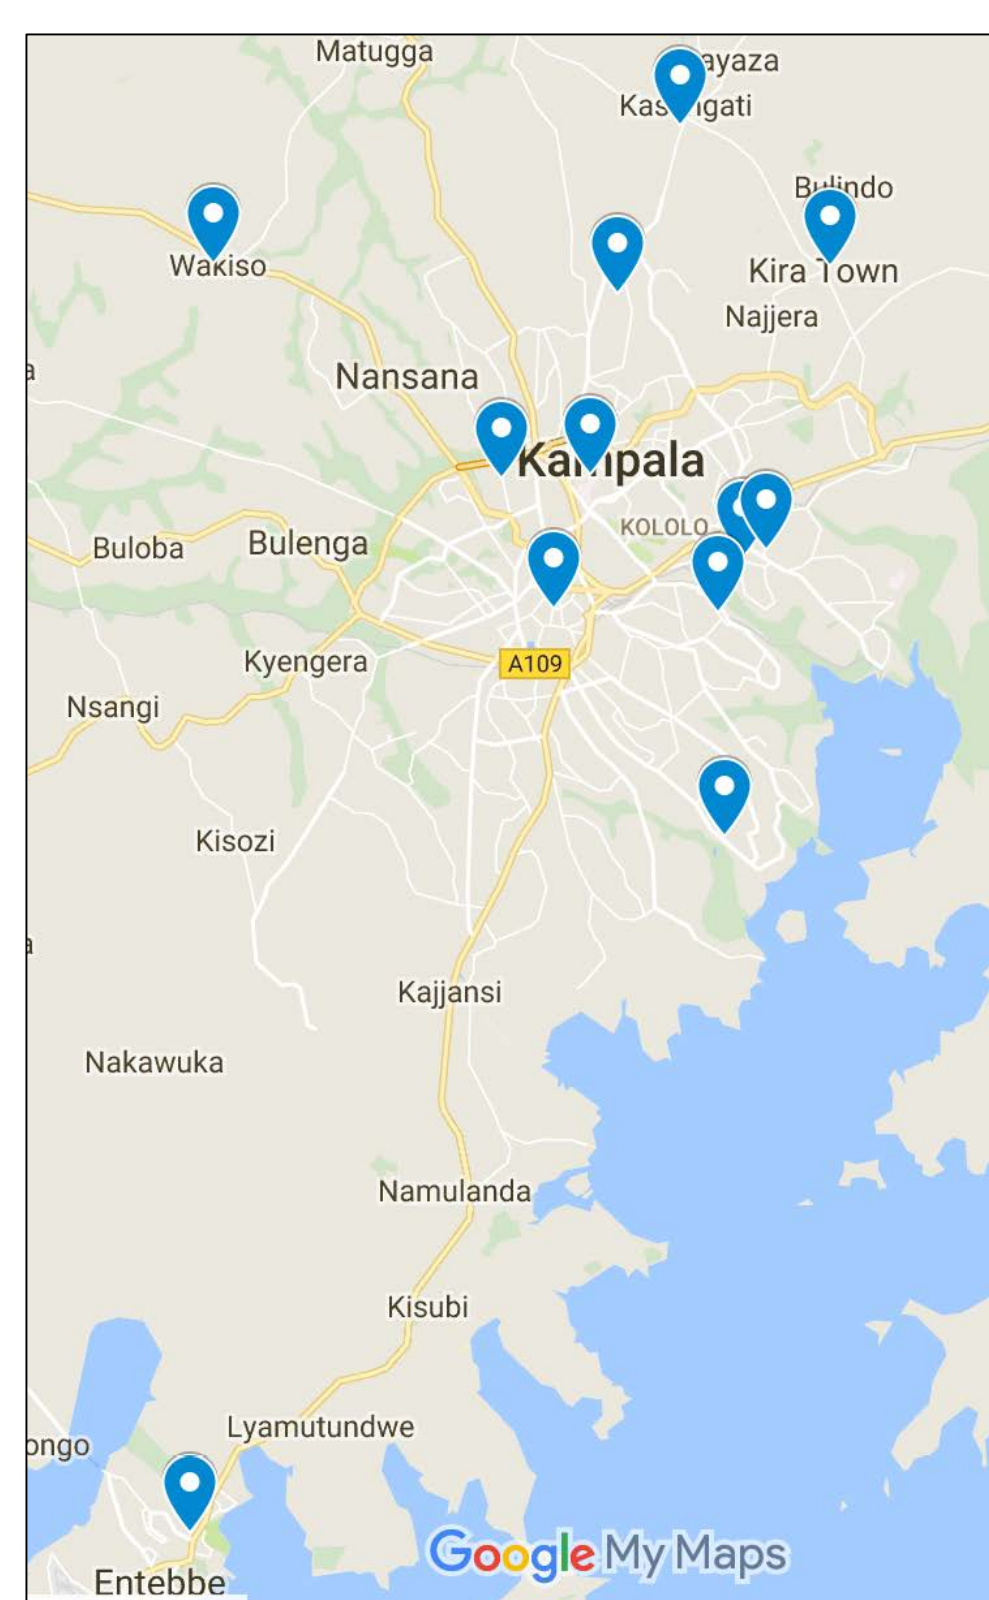 Matugga
Bulindo
Wakiso
Kira Town
Najjera
Nansana
Kampala
KOLOLO
Buloba
Bulenga
Kyengera
A109
Nsangi
Kisozi
Kajjansi
Nakawuka
Namulanda
Kisubi
Lyamutundwe
ongo
Google My Maps
Entebbe